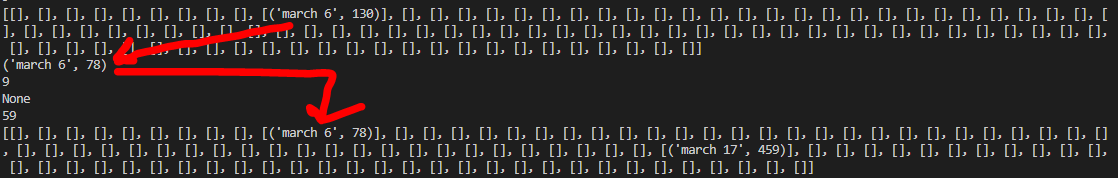 [[], [], [], [], [], [], [], [], [], [('march 6', 130)], [], [], [], [], [], [], [], [], [], [], [], [], [], [], [], [], [], [], [], [], [], [], [], [], [], [
], [], [], [], [], [], [], [], [], [], [], [], [], [], [], [], [], [], [], [], [], [], [], [], [], [], [], [], [], [], [], [], [], [], [], [], [], [], [], [],
 [], [], [], [], [], [], [], [], [], [], [], [], [], [], [], [], [], [], [], [], [], [], [], [], []]
('march 6', 78)
9
None
59
[[], [], [], [], [], [], [], [], [], [('march 6', 78)], [], [], [], [], [], [], [], [], [], [], [], [], [], [], [], [], [], [], [], [], [], [], [], [], [], []
, [], [], [], [], [], [], [], [], [], [], [], [], [], [], [], [], [], [], [], [], [], [], [], [('march 17', 459)], [], [], [], [], [], [], [], [], [], [], [],
 [], [], [], [], [], [], [], [], [], [], [], [], [], [], [], [], [], [], [], [], [], [], [], [], [], [], [], [], []]